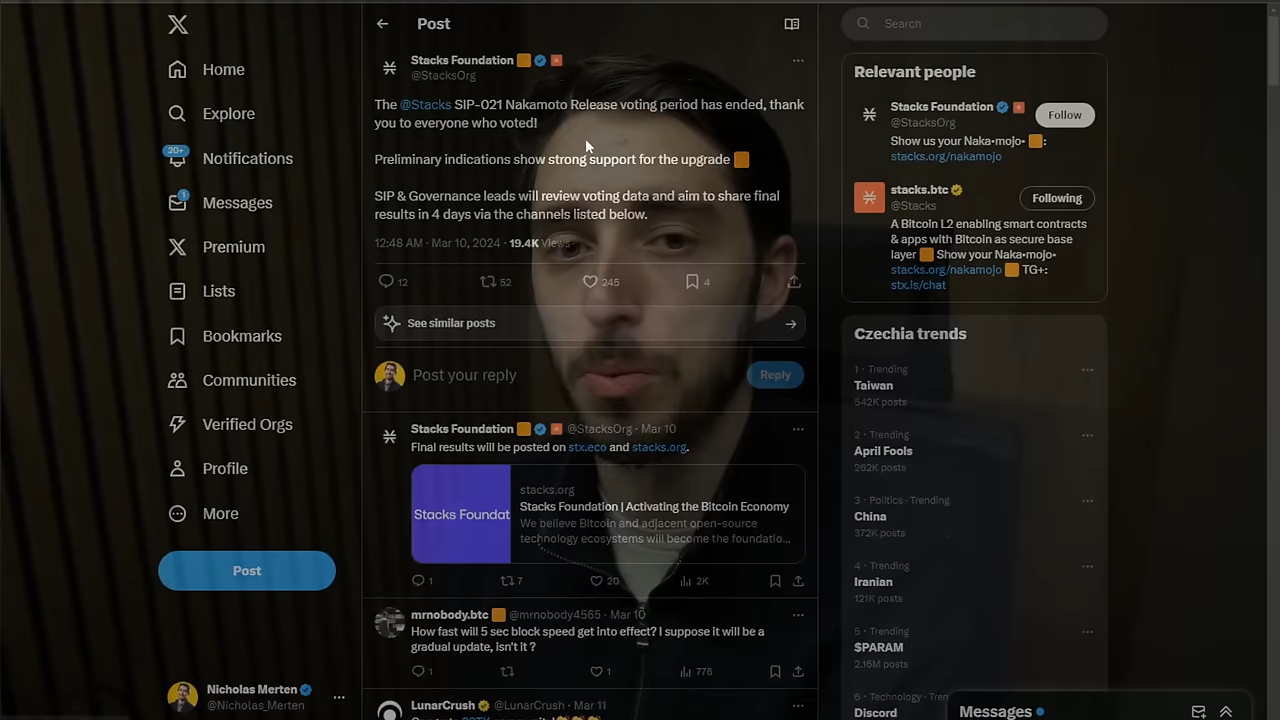 Home
Explore
20+
Notifications
1
Messages
Premium
Lists
Bookmarks
Communities
Verified Orgs
Profile
More
Post
Nicholas Merten
@Nicholas_Merten
Post
Stacks Foundation
@StacksOrg
The @Stacks SIP-021 Nakamoto Release voting period has ended, thank
you to everyone who voted!
Preliminary indications show strong support for the upgrade
SIP & Governance leads will review voting data and aim to share final
results in 4 days via the channels listed below.
12:48 AM · Mar 10, 2024 · 19.4K Views
12 52 245 4
See similar posts
Post your reply
Reply
Stacks Foundation @StacksOrg · Mar 10
Final results will be posted on stx.eco and stacks.org.
Stacks Foundat
stacks.org
Stacks Foundation | Activating the Bitcoin Economy
We believe Bitcoin and adjacent open-source
technology ecosystems will become the foundatio...
1 7 20 2K
mrnobody.btc @mrnobody4565 · Mar 10
How fast will 5 sec block speed get into effect? I suppose it will be a
gradual update, isn't it ?
1 1 776
LunarCrush @LunarCrush · Mar 11
Search
Relevant people
Stacks Foundation
@StacksOrg
Follow
Show us your Naka•mojo•
:
stacks.org/nakamojo
stacks.btc
@Stacks
Following
A Bitcoin L2 enabling smart contracts
& apps with Bitcoin as secure base
layer Show your Naka•mojo•
stacks.org/nakamojo TG+:
stx.ls/chat
Czechia trends
1 · Trending
Taiwan
542K posts
2 · Trending
April Fools
262K posts
3 · Politics · Trending
China
372K posts
4 · Trending
Iranian
121K posts
5 · Trending
$PARAM
2.16M posts
6 · Technology · Tren
Discord
Messages